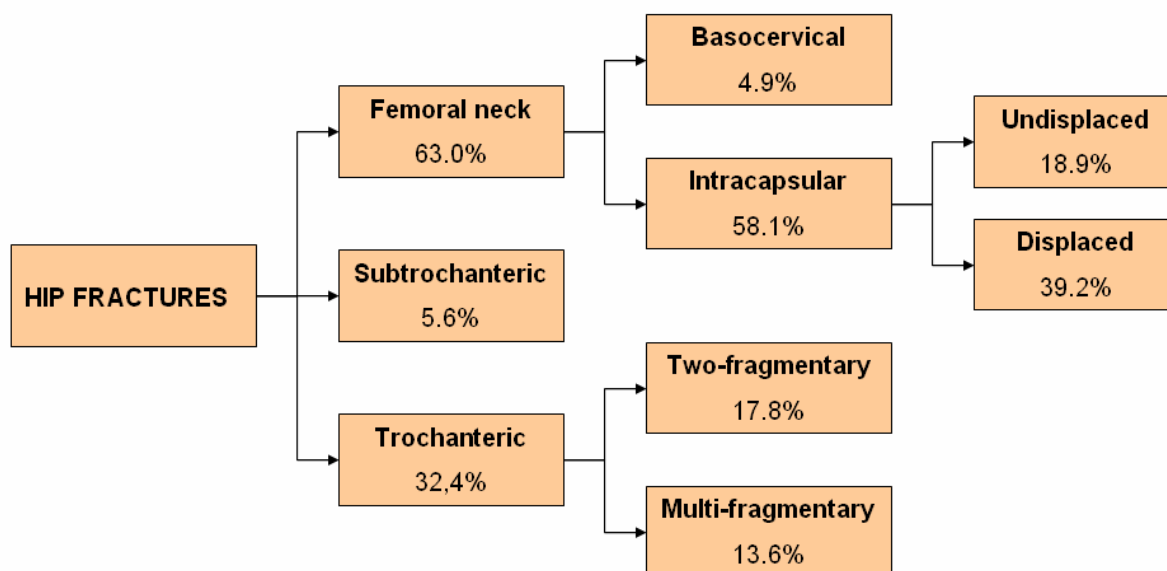 HIP FRACTURES
Femoral neck
63.0%
Basocervical
4.9%
Intracapsular
58.1%
Undisplaced
18.9%
Displaced
39.2%
Subtrochanteric
5.6%
Trochanteric
32,4%
Two-fragmentary
17.8%
Multi-fragmentary
13.6%